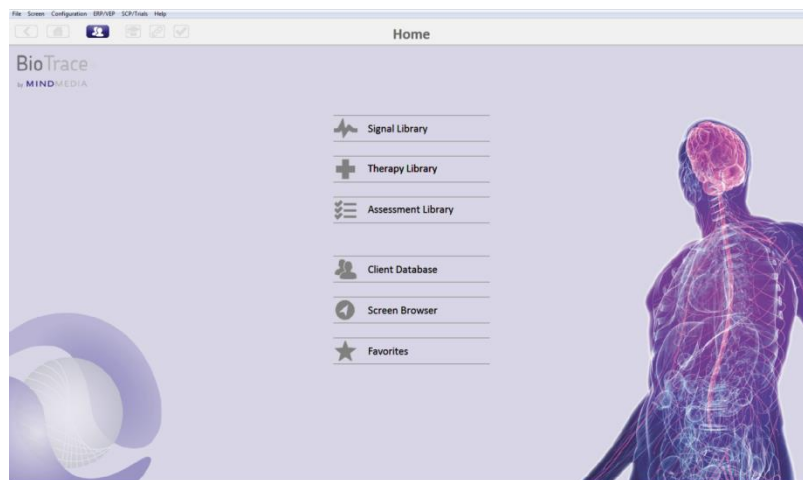 File Screen Configuration ERP/VEP SCP/Trials Help
Home
BioTrace
by MINDMEDIA
Signal Library
Therapy Library
Assessment Library
Client Database
Screen Browser
Favorites